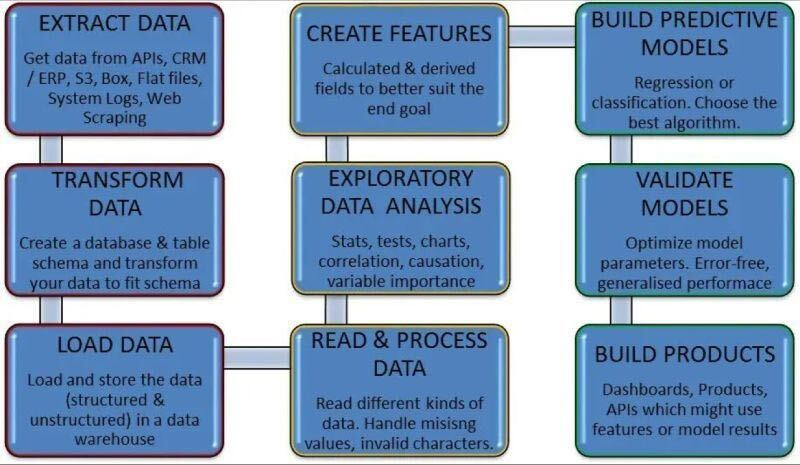 EXTRACT DATA
Get data from APIs, CRM
/ ERP, S3, Box, Flat files,
System Logs, Web
Scraping
TRANSFORM
DATA
Create a database & table
schema and transform
your data to fit schema
LOAD DATA
Load and store the data
(structured &
unstructured) in a data
warehouse
READ & PROCESS
DATA
Read different kinds of
data. Handle misisng
values, invalid characters.
EXPLORATORY
DATA ANALYSIS
Stats, tests, charts,
correlation, causation,
variable importance
CREATE FEATURES
Calculated & derived
fields to better suit the
end goal
BUILD PREDICTIVE
MODELS
Regression or
classification. Choose the
best algorithm.
VALIDATE
MODELS
Optimize model
parameters. Error-free,
generalised performace
BUILD PRODUCTS
Dashboards, Products,
APIs which might use
features or model results